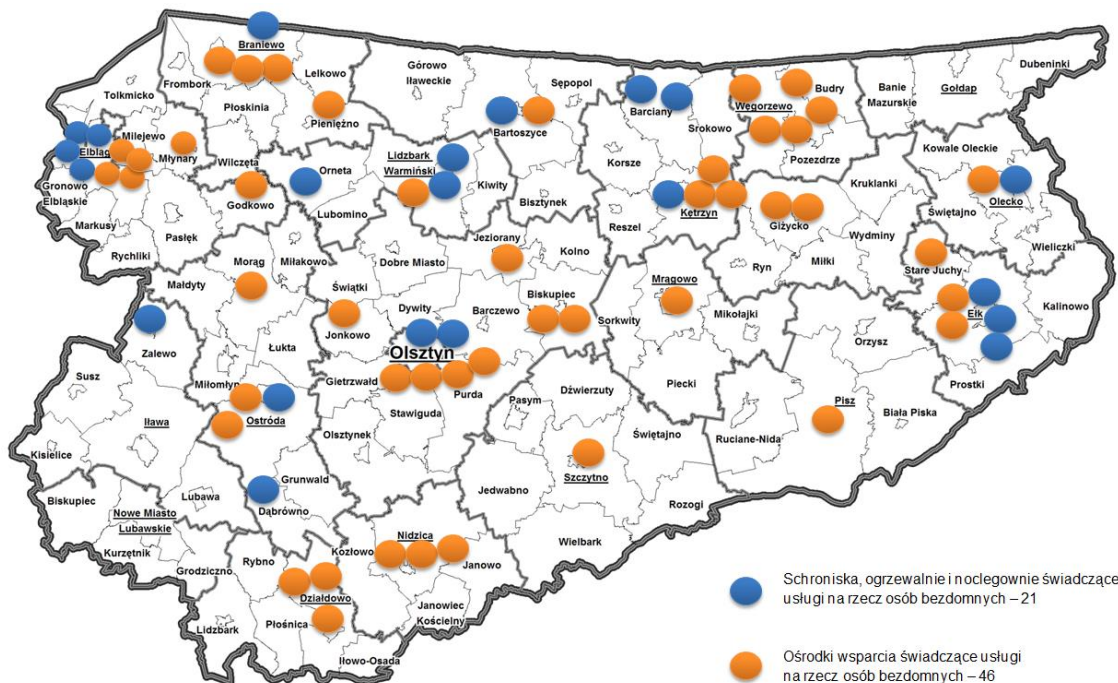 Braniewo
Frombork
Lelkowo
Górowo
Iławeckie
Sępopol
Dubeninki
Banie
Mazurskie
Gołdap
Budry
Węgorzewo
Barciany
Tolkmicko
Płoskinia
Pieniężno
Bartoszyce
Srokowo
Pozezdrze
Milejewo
Elbląg
Młynary
Wilczęta
Orneta
Lidzbark
Warmiński
Kiwity
Korsze
Kowale Oleckie
Gronowo
Elbląskie
Godkowo
Lubomino
Bisztynek
Reszel
Kętrzyn
Giżycko
Kruklanki
Świętajno
Olecko
Markusy
Pasłęk
Rychliki
Jeziorany
Kolno
Wydminy
Wieliczki
Morąg
Miłakowo
Dobre Miasto
Mrągowo
Ryn
Miłki
Stare Juchy
Małdyty
Świątki
Dywity
Barczewo
Biskupiec
Sorkwity
Mikołajki
Kalinowo
Jonkowo
Ełk
Zalewo
Łukta
Olsztyn
Orzysz
Susz
Miłomłyn
Gietrzwałd
Purda
Dźwierzuty
Piecki
Prostki
Iława
Ostróda
Stawiguda
Pasym
Pisz
Biała Piska
Kisielice
Olsztynek
Świętajno
Ruciane-Nida
Szczytno
Biskupiec
Lubawa
Grunwald
Dąbrówno
Jedwabno
Rozogi
Nowe Miasto
Lubawskie
Kurzętnik
Nidzica
Wielbark
Grodziczno
Rybno
Kozłowo
Janowo
Działdowo
Lidzbark
Płośnica
Janowiec
Kościelny
Iłowo-Osada
Schroniska, ogrzewalnie i noclegownie świadczące
usługi na rzecz osób bezdomnych – 21
Ośrodki wsparcia świadczące usługi
na rzecz osób bezdomnych – 46